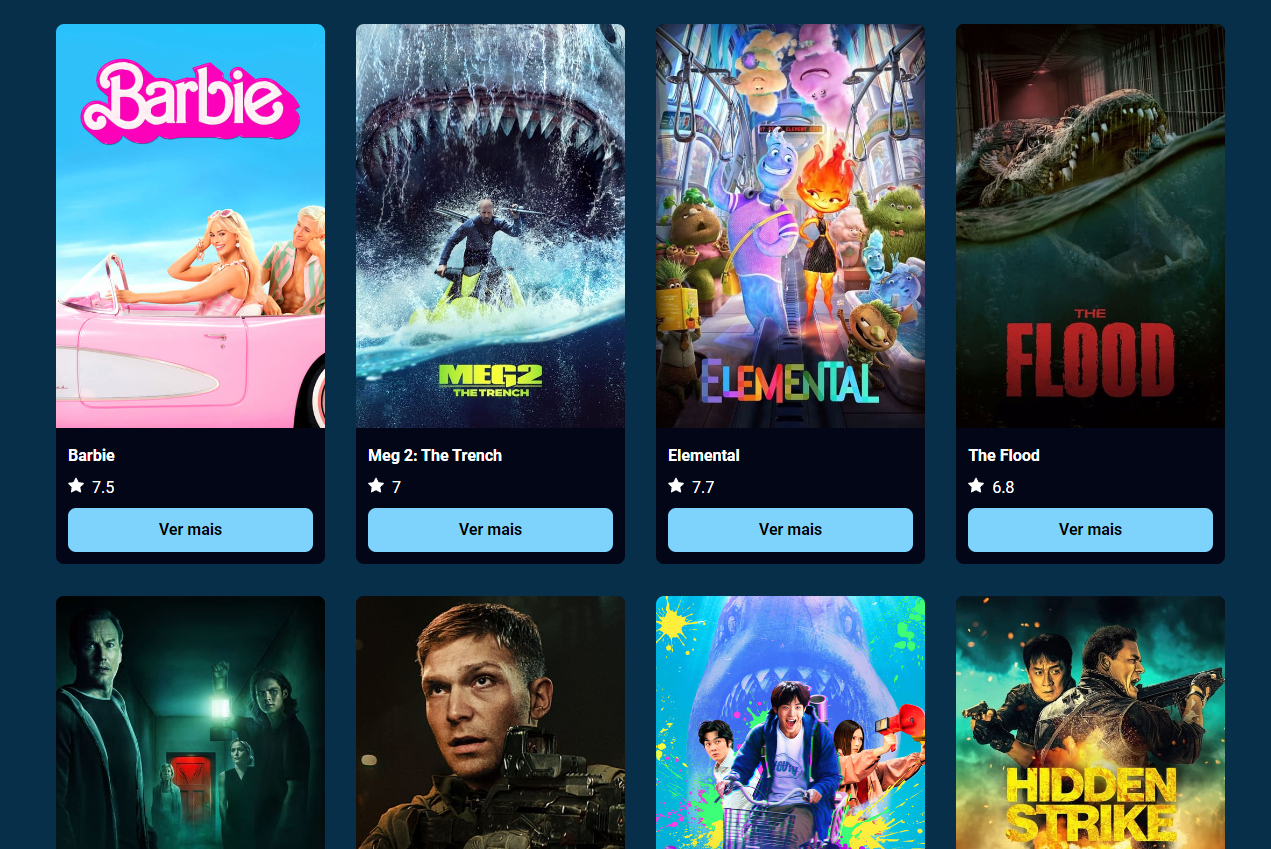 Barbie
MEG2
THE TRENCH
ELEMENTAL
THE
FLOOD
Barbie
7.5
Ver mais
Meg 2: The Trench
7
Ver mais
Elemental
7.7
Ver mais
The Flood
6.8
Ver mais
HIDDEN
STRIKE